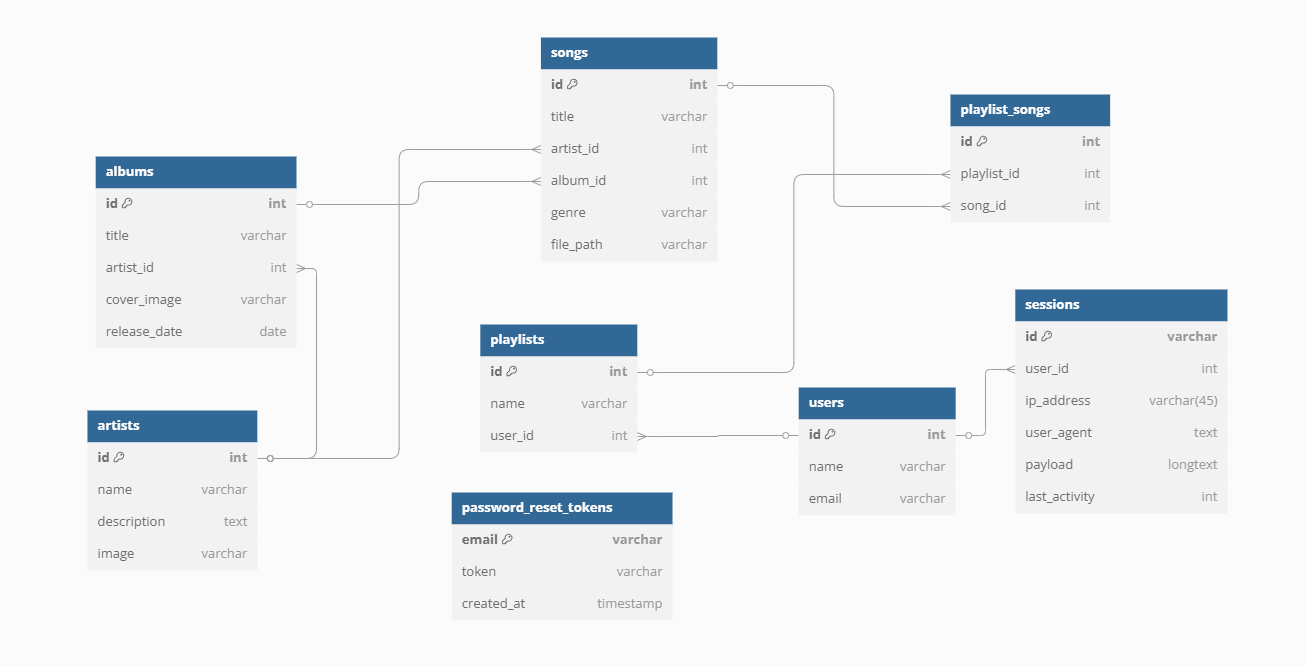 songs
id int
title varchar
artist_id int
album_id int
genre varchar
file_path varchar
playlist_songs
id int
playlist_id int
song_id int
albums
id int
title varchar
artist_id int
cover_image varchar
release_date date
sessions
id varchar
user_id int
ip_address varchar(45)
user_agent text
payload longtext
last_activity int
playlists
id int
name varchar
user_id int
users
id int
name varchar
email varchar
artists
id int
name varchar
description text
image varchar
password_reset_tokens
email varchar
token varchar
created_at timestamp